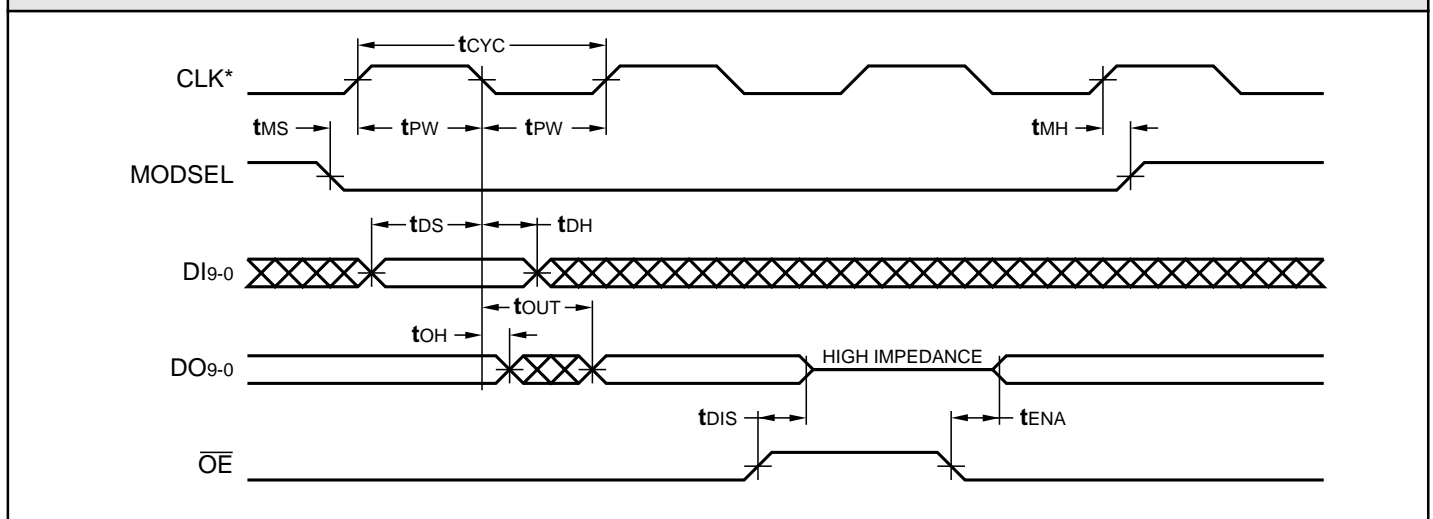 tCYC
CLK*
tMS tPW tPW tMH
MODSEL
tDS tDH
DI9-0
tOUT
tOH
DO9-0 HIGH IMPEDANCE
tDIS tENA
OE